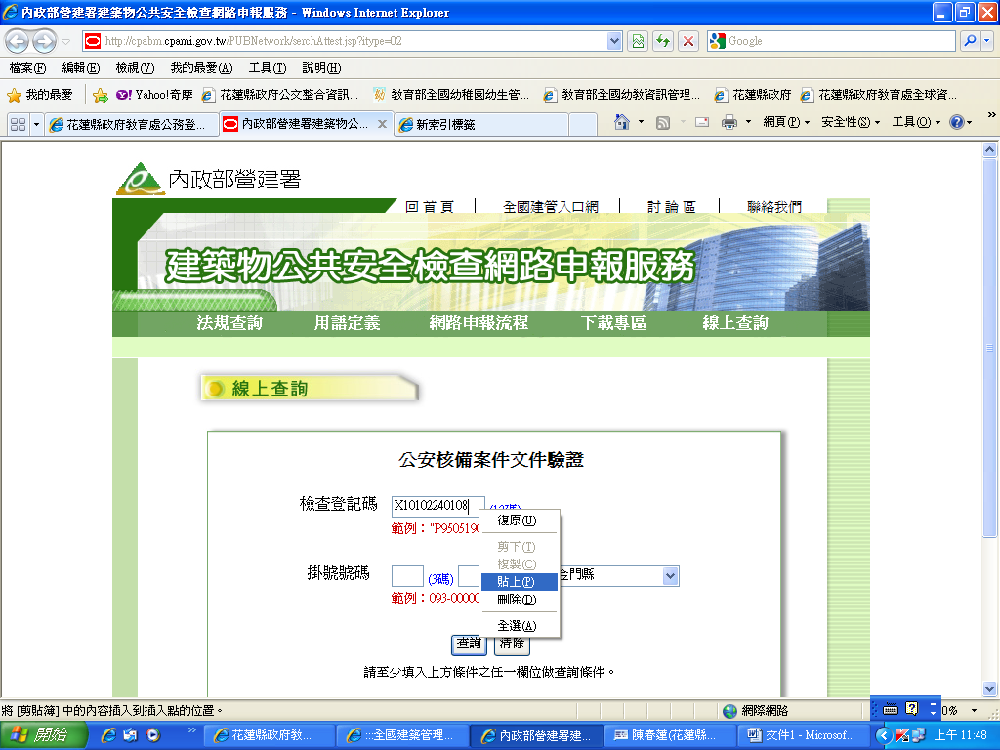 內政部營建署建築物公共安全檢查網路申報服務 - Windows Internet Explorer
http://cpabm.cpami.gov.tw/PUBNetwork/serchAttest.jsp?itype=02
Google
檔案(F) 編輯(E) 檢視(V) 我的最愛(A) 工具(T) 說明(H)
我的最愛 Yahoo!奇摩 花蓮縣政府公文整合資訊... 教育部全國幼稚園幼生管... 教育部全國幼教資訊管理... 花蓮縣政府 花蓮縣政府教育處全球資...
花蓮縣政府教育處公務登... 內政部營建署建築物公... 新索引標籤 網頁(P) 安全性(S) 工具(O)
內政部營建署
回首頁 全國建管入口網 討論區 聯絡我們
建築物公共安全檢查網路申報服務
法規查詢 用語定義 網路申報流程 下載專區 線上查詢
線上查詢
公安核備案件文件驗證
檢查登記碼 X10102240108
範例："P950519
復原(U)
剪下(T)
複製(C)
貼上(P)
刪除(D)
全選(A)
掛號號碼 (3碼) 金門縣
範例：093-00000
查詢 清除
請至少填入上方條件之任一欄位做查詢條件。
將 [剪貼簿] 中的內容插入到插入點的位置。 網際網路 0%
開始 花蓮縣政府教... :::全國建築管理... 內政部營建署建... 陳春蓮(花蓮縣... 文件1 - Microsof... 上午 11:48